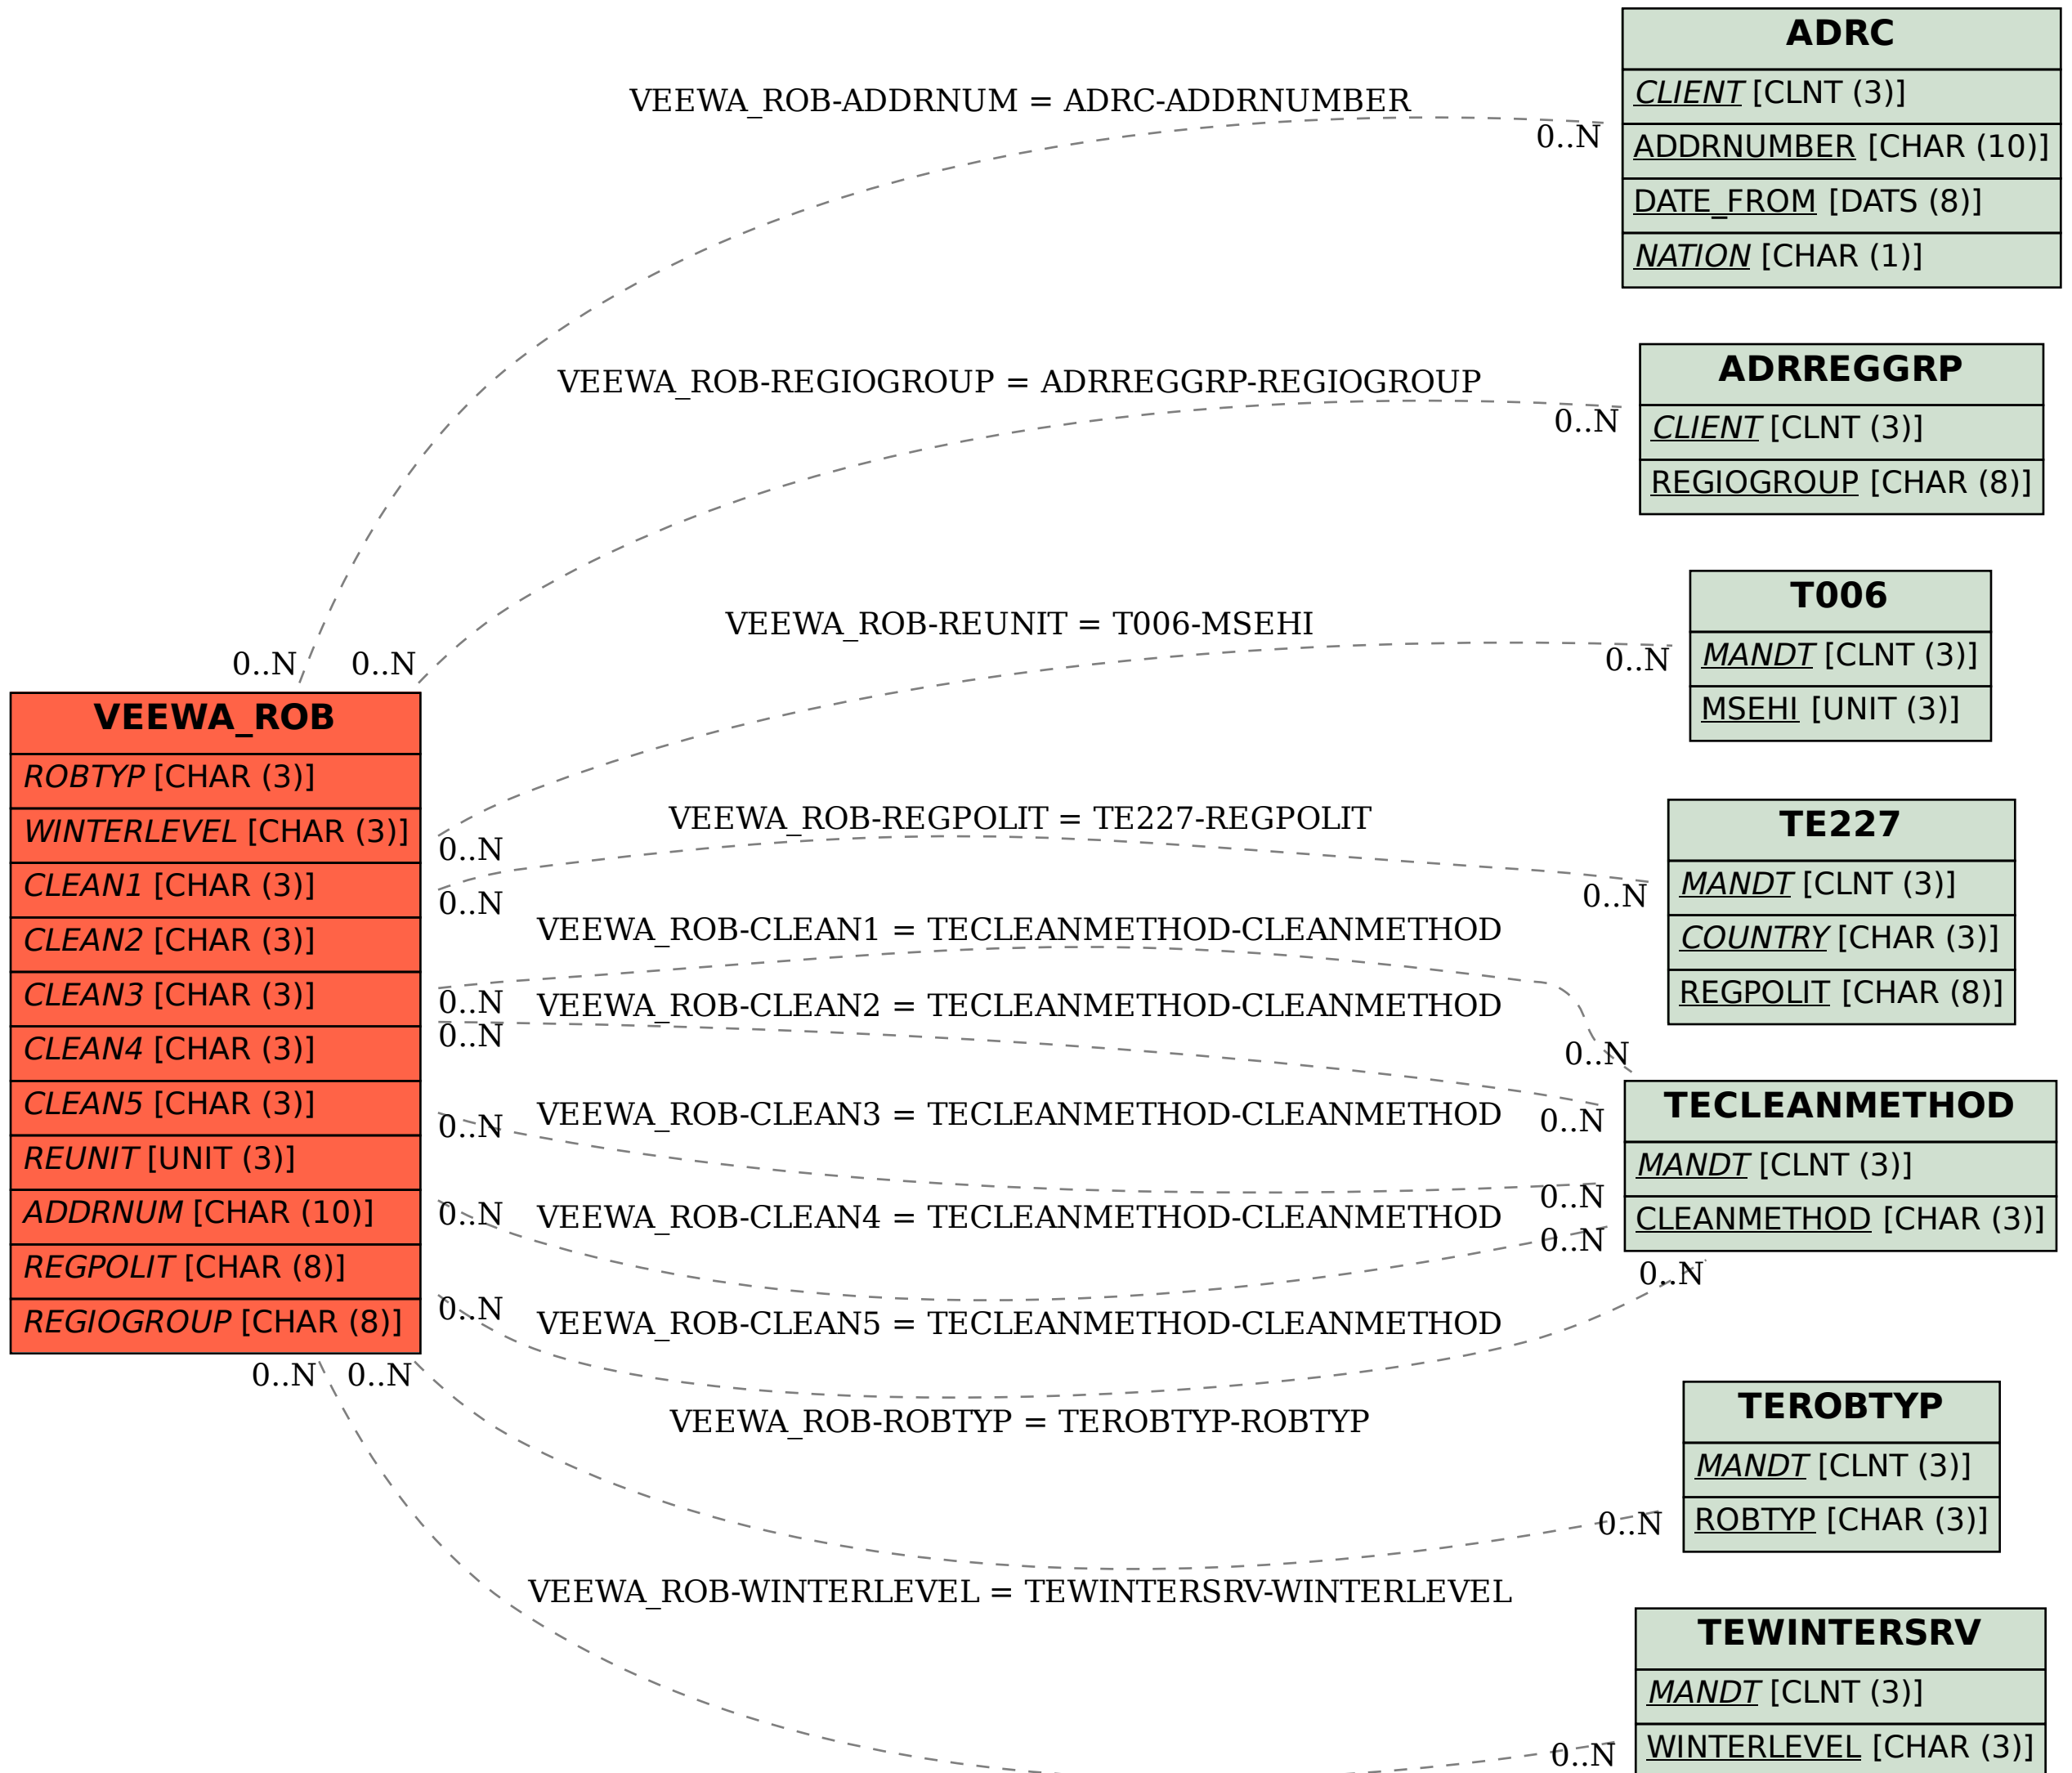 ADRC
CLIENT [CLNT (3)]
ADDRNUMBER [CHAR (10)]
DATE_FROM [DATS (8)]
NATION [CHAR (1)]
VEEWA_ROB-ADDRNUM = ADRC-ADDRNUMBER
0..N
ADRREGGRP
CLIENT [CLNT (3)]
REGIOGROUP [CHAR (8)]
VEEWA_ROB-REGIOGROUP = ADRREGGRP-REGIOGROUP
0..N
T006
MANDT [CLNT (3)]
MSEHI [UNIT (3)]
VEEWA_ROB-REUNIT = T006-MSEHI
0..N
0..N
0..N
VEEWA_ROB
ROBTYP [CHAR (3)]
WINTERLEVEL [CHAR (3)]
CLEAN1 [CHAR (3)]
CLEAN2 [CHAR (3)]
CLEAN3 [CHAR (3)]
CLEAN4 [CHAR (3)]
CLEAN5 [CHAR (3)]
REUNIT [UNIT (3)]
ADDRNUM [CHAR (10)]
REGPOLIT [CHAR (8)]
REGIOGROUP [CHAR (8)]
0..N
0..N
0..N
0..N
0..N
0..N
0..N
0..N
0..N
VEEWA_ROB-REGPOLIT = TE227-REGPOLIT
0..N
TE227
MANDT [CLNT (3)]
COUNTRY [CHAR (3)]
REGPOLIT [CHAR (8)]
VEEWA_ROB-CLEAN1 = TECLEANMETHOD-CLEANMETHOD
VEEWA_ROB-CLEAN2 = TECLEANMETHOD-CLEANMETHOD
0..N
VEEWA_ROB-CLEAN3 = TECLEANMETHOD-CLEANMETHOD
0..N
TECLEANMETHOD
MANDT [CLNT (3)]
CLEANMETHOD [CHAR (3)]
0..N
VEEWA_ROB-CLEAN4 = TECLEANMETHOD-CLEANMETHOD
0..N
0..N
VEEWA_ROB-CLEAN5 = TECLEANMETHOD-CLEANMETHOD
VEEWA_ROB-ROBTYP = TEROBTYP-ROBTYP
TEROBTYP
MANDT [CLNT (3)]
ROBTYP [CHAR (3)]
0..N
VEEWA_ROB-WINTERLEVEL = TEWINTERSRV-WINTERLEVEL
TEWINTERSRV
MANDT [CLNT (3)]
WINTERLEVEL [CHAR (3)]
0..N